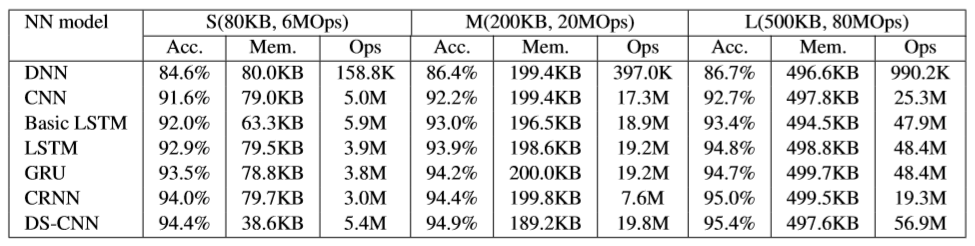 NN model S(80KB, 6MOps) M(200KB, 20MOps) L(500KB, 80MOps)
Acc. Mem. Ops Acc. Mem. Ops Acc. Mem. Ops
DNN 84.6% 80.0KB 158.8K 86.4% 199.4KB 397.0K 86.7% 496.6KB 990.2K
CNN 91.6% 79.0KB 5.0M 92.2% 199.4KB 17.3M 92.7% 497.8KB 25.3M
Basic LSTM 92.0% 63.3KB 5.9M 93.0% 196.5KB 18.9M 93.4% 494.5KB 47.9M
LSTM 92.9% 79.5KB 3.9M 93.9% 198.6KB 19.2M 94.8% 498.8KB 48.4M
GRU 93.5% 78.8KB 3.8M 94.2% 200.0KB 19.2M 94.7% 499.7KB 48.4M
CRNN 94.0% 79.7KB 3.0M 94.4% 199.8KB 7.6M 95.0% 499.5KB 19.3M
DS-CNN 94.4% 38.6KB 5.4M 94.9% 189.2KB 19.8M 95.4% 497.6KB 56.9M